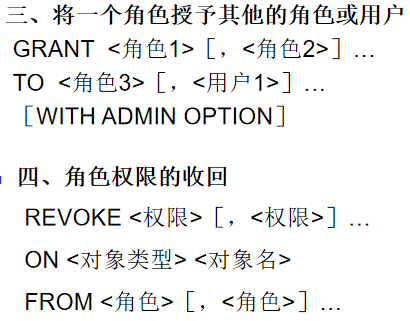 三、将一个角色授予其他的角色或用户
GRANT <角色1>［，<角色2>］…
TO <角色3>［，<用户1>］…
［WITH ADMIN OPTION］
四、角色权限的收回
REVOKE <权限>［，<权限>］…
ON <对象类型> <对象名>
FROM <角色>［，<角色>］…